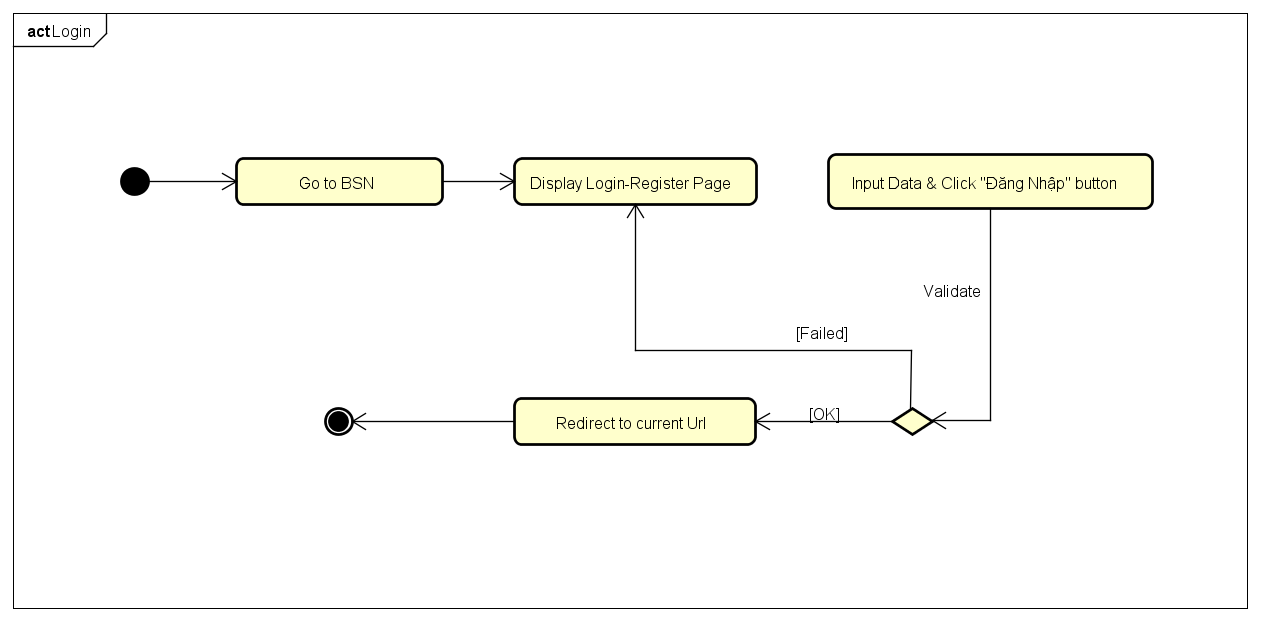 act Login
Go to BSN
Display Login-Register Page
Input Data & Click "Đăng Nhập" button
Validate
[Failed]
[OK]
Redirect to current Url